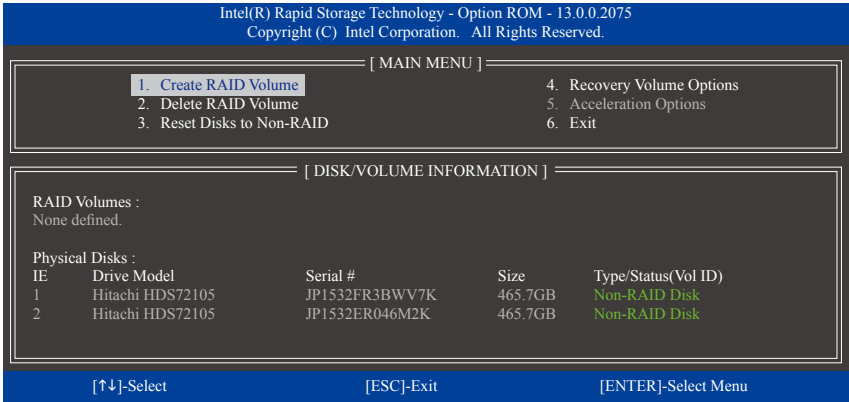 Intel(R) Rapid Storage Technology - Option ROM - 13.0.0.2075
Copyright (C) Intel Corporation. All Rights Reserved.
[ MAIN MENU ]
1. Create RAID Volume
2. Delete RAID Volume
3. Reset Disks to Non-RAID
4. Recovery Volume Options
5. Acceleration Options
6. Exit
[ DISK/VOLUME INFORMATION ]
RAID Volumes :
None defined.
Physical Disks :
IE Drive Model Serial # Size Type/Status(Vol ID)
1 Hitachi HDS72105 JP1532FR3BWV7K 465.7GB Non-RAID Disk
2 Hitachi HDS72105 JP1532ER046M2K 465.7GB Non-RAID Disk
[↑↓]-Select [ESC]-Exit [ENTER]-Select Menu